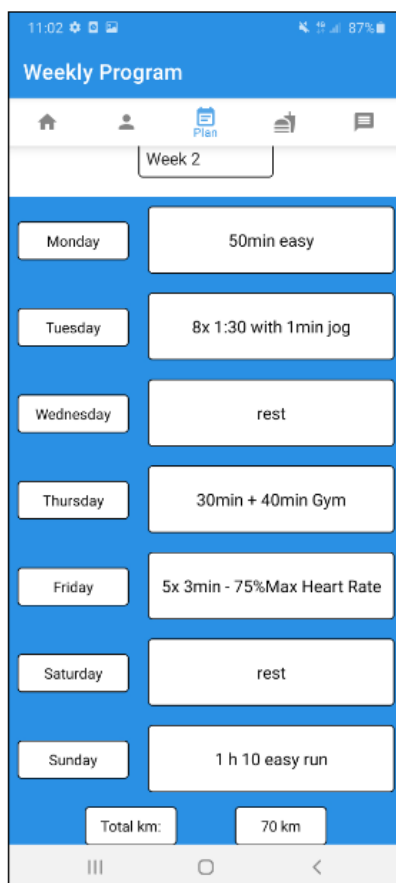 11:02 87%
Weekly Program
Plan
Week 2
Monday 50min easy
Tuesday 8x 1:30 with 1min jog
Wednesday rest
Thursday 30min + 40min Gym
Friday 5x 3min - 75%Max Heart Rate
Saturday rest
Sunday 1 h 10 easy run
Total km: 70 km